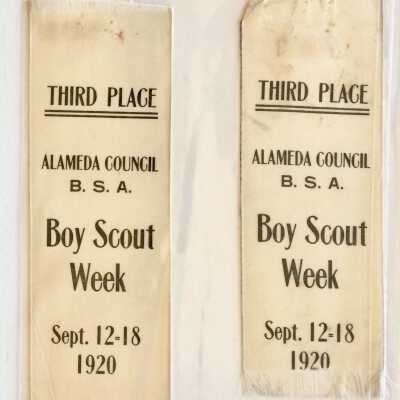 THIRD PLACE
ALAMEDA COUNCIL
B. S. A.
Boy Scout
Week
Sept. 12=18
1920
THIRD PLACE
ALAMEDA COUNCIL
B. S. A.
Boy Scout
Week
Sept. 12=18
1920